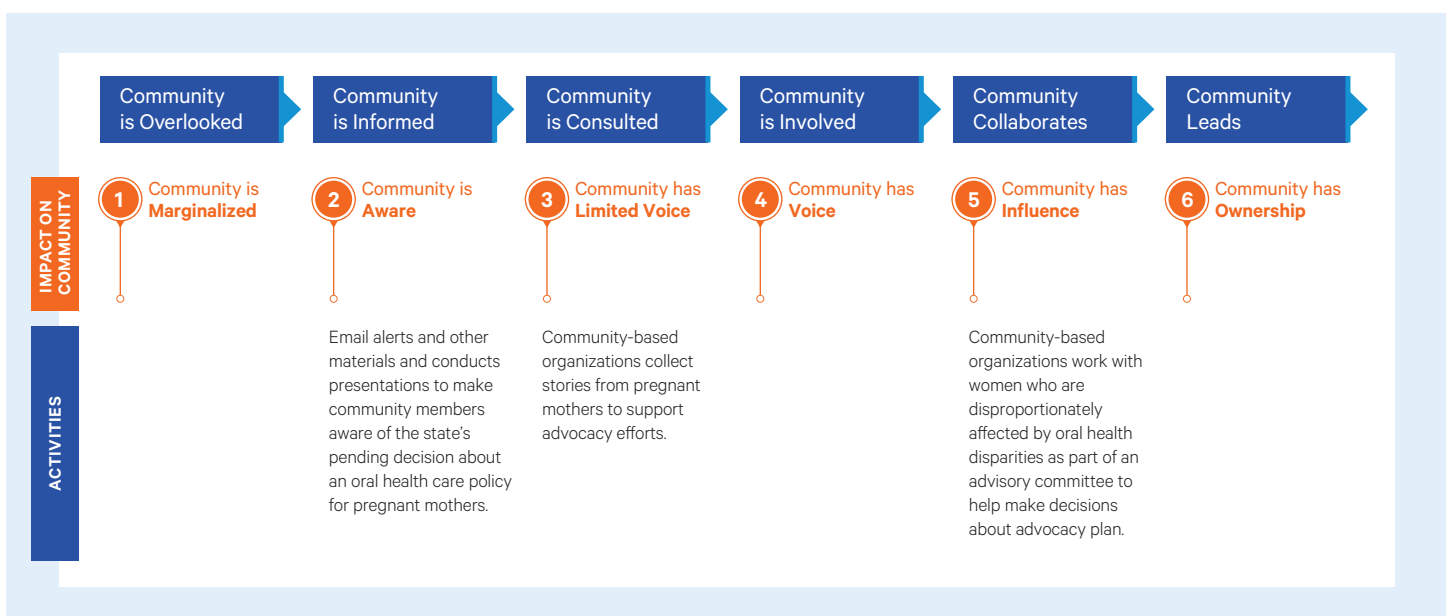 Community
is Overlooked
Community
is Informed
Community
is Consulted
Community
is Involved
Community
Collaborates
Community
Leads
IMPACT ON
COMMUNITY
1
Community is
Marginalized
2
Community is
Aware
3
Community has
Limited Voice
4
Community has
Voice
5
Community has
Influence
6
Community has
Ownership
ACTIVITIES
Email alerts and other
materials and conducts
presentations to make
community members
aware of the state’s
pending decision about
an oral health care policy
for pregnant mothers.
Community-based
organizations collect
stories from pregnant
mothers to support
advocacy efforts.
Community-based
organizations work with
women who are
disproportionately
affected by oral health
disparities as part of an
advisory committee to
help make decisions
about advocacy plan.